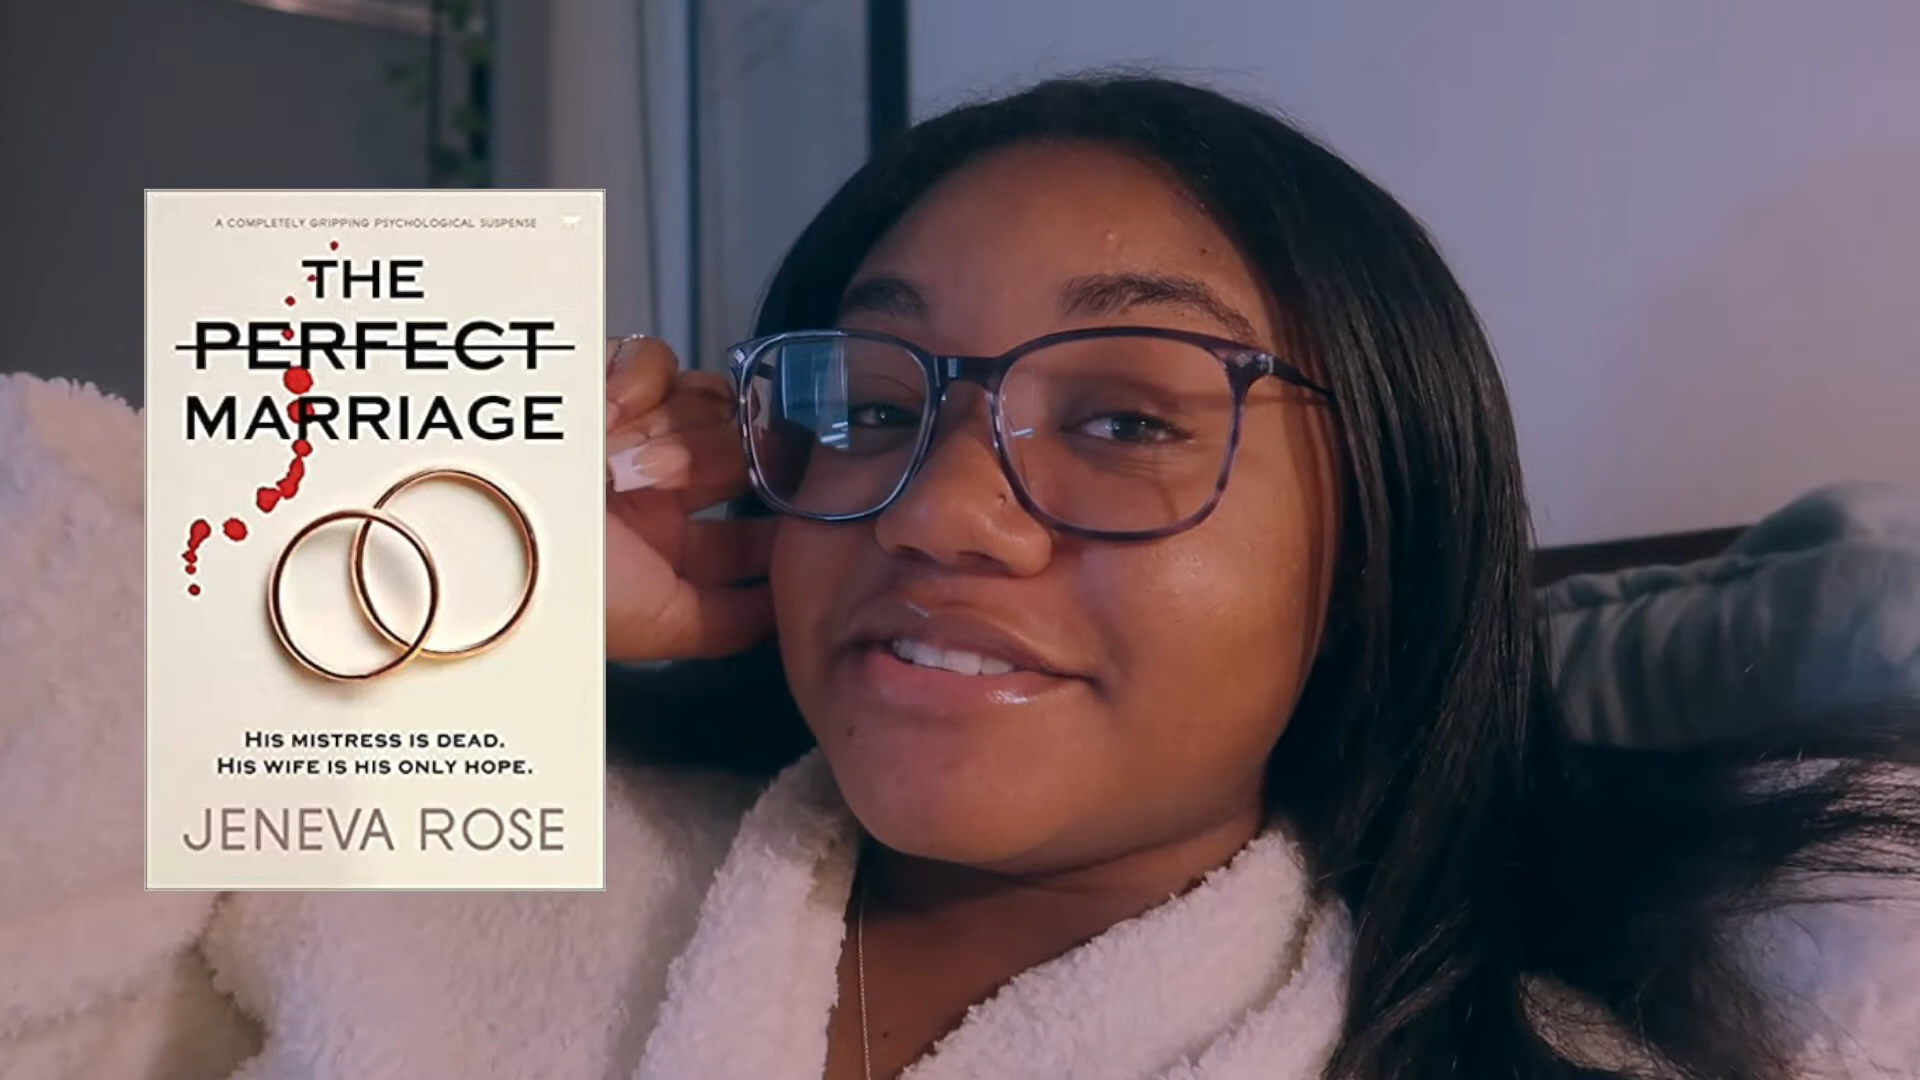 A COMPLETELY GRIPPING PSYCHOLOGICAL SUSPENSE
THE
PERFECT
MARRIAGE
HIS MISTRESS IS DEAD.
HIS WIFE IS HIS ONLY HOPE.
JENEVA ROSE